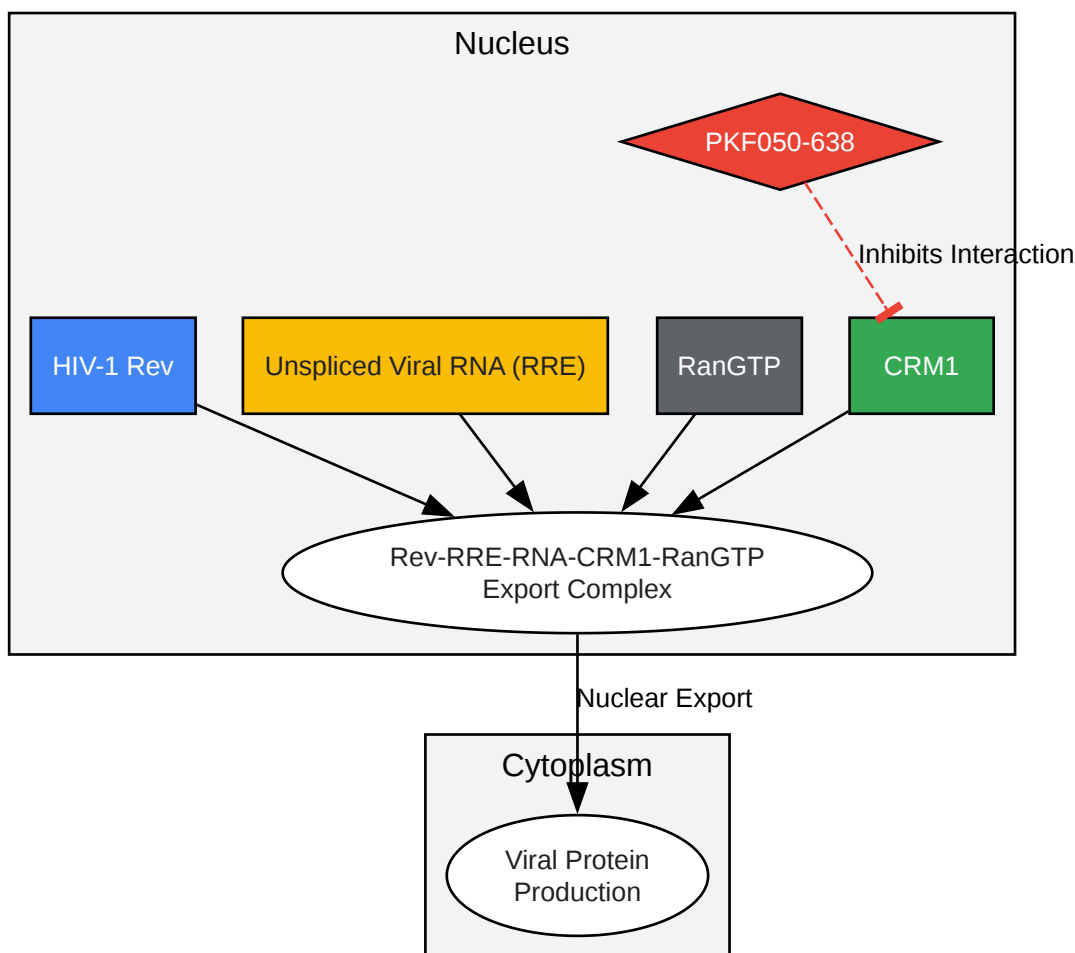 Nucleus
PKF050-638
Inhibits Interaction
HIV-1 Rev
Unspliced Viral RNA (RRE)
RanGTP
CRM1
Rev-RRE-RNA-CRM1-RanGTP
Export Complex
Nuclear Export
Cytoplasm
Viral Protein
Production